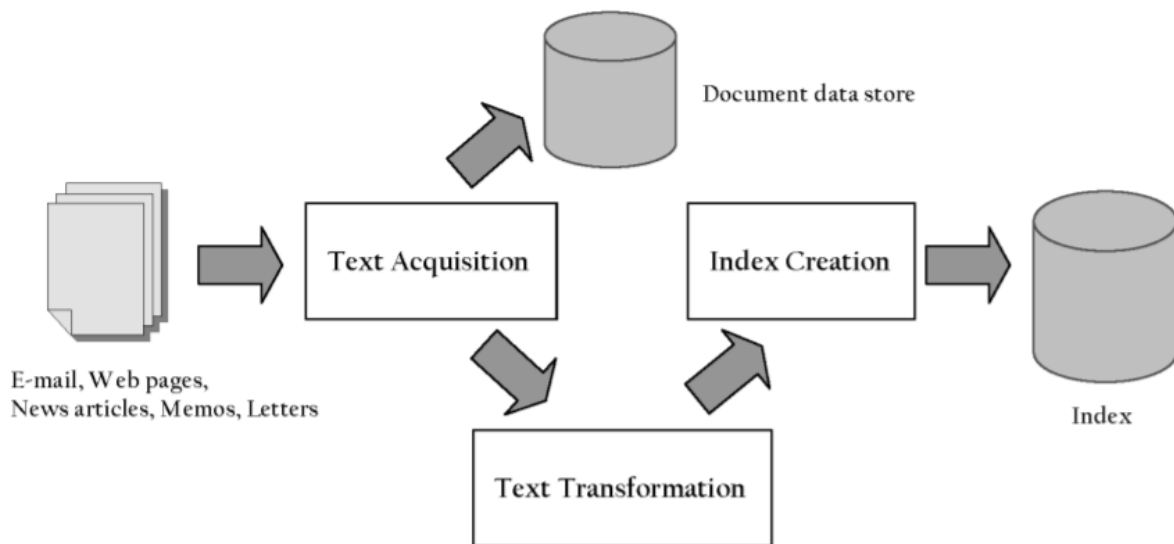 Document data store
Text Acquisition
Index Creation
E-mail, Web pages,
News articles, Memos, Letters
Index
Text Transformation